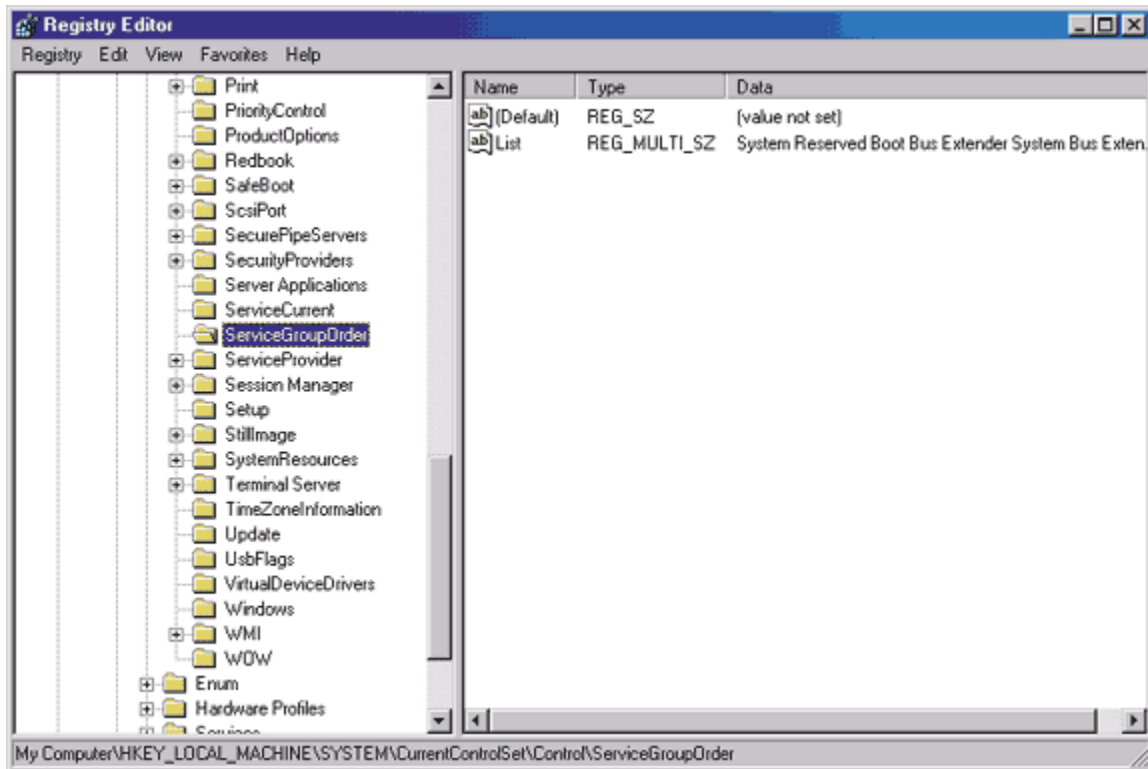 Registry Editor
Registry Edit View Favorites Help
Print
PriorityControl
ProductOptions
Redbook
SafeBoot
ScsiPort
SecurePipeServers
SecurityProviders
Server Applications
ServiceCurrent
ServiceGroupOrder
ServiceProvider
Session Manager
Setup
StillImage
SystemResources
Terminal Server
TimeZoneInformation
Update
UsbFlags
VirtualDeviceDrivers
Windows
WMI
WOW
Enum
Hardware Profiles
Name Type Data
ab (Default) REG_SZ (value not set)
ab List REG_MULTI_SZ System Reserved Boot Bus Extender System Bus Exten.
My Computer\HKEY_LOCAL_MACHINE\SYSTEM\CurrentControlSet\Control\ServiceGroupOrder